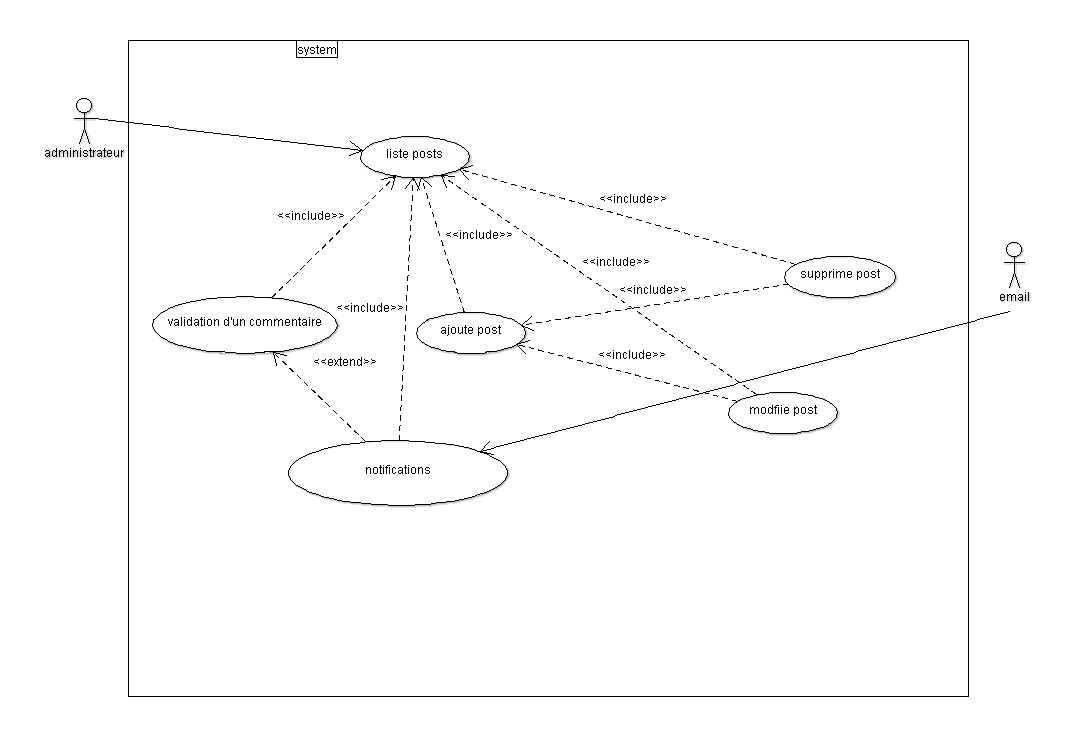 system
administrateur
liste posts
<<include>>
<<include>>
<<include>>
<<include>>
supprime post
<<include>>
email
<<include>>
validation d'un commentaire
ajoute post
<<extend>>
<<include>>
modfiie post
notifications